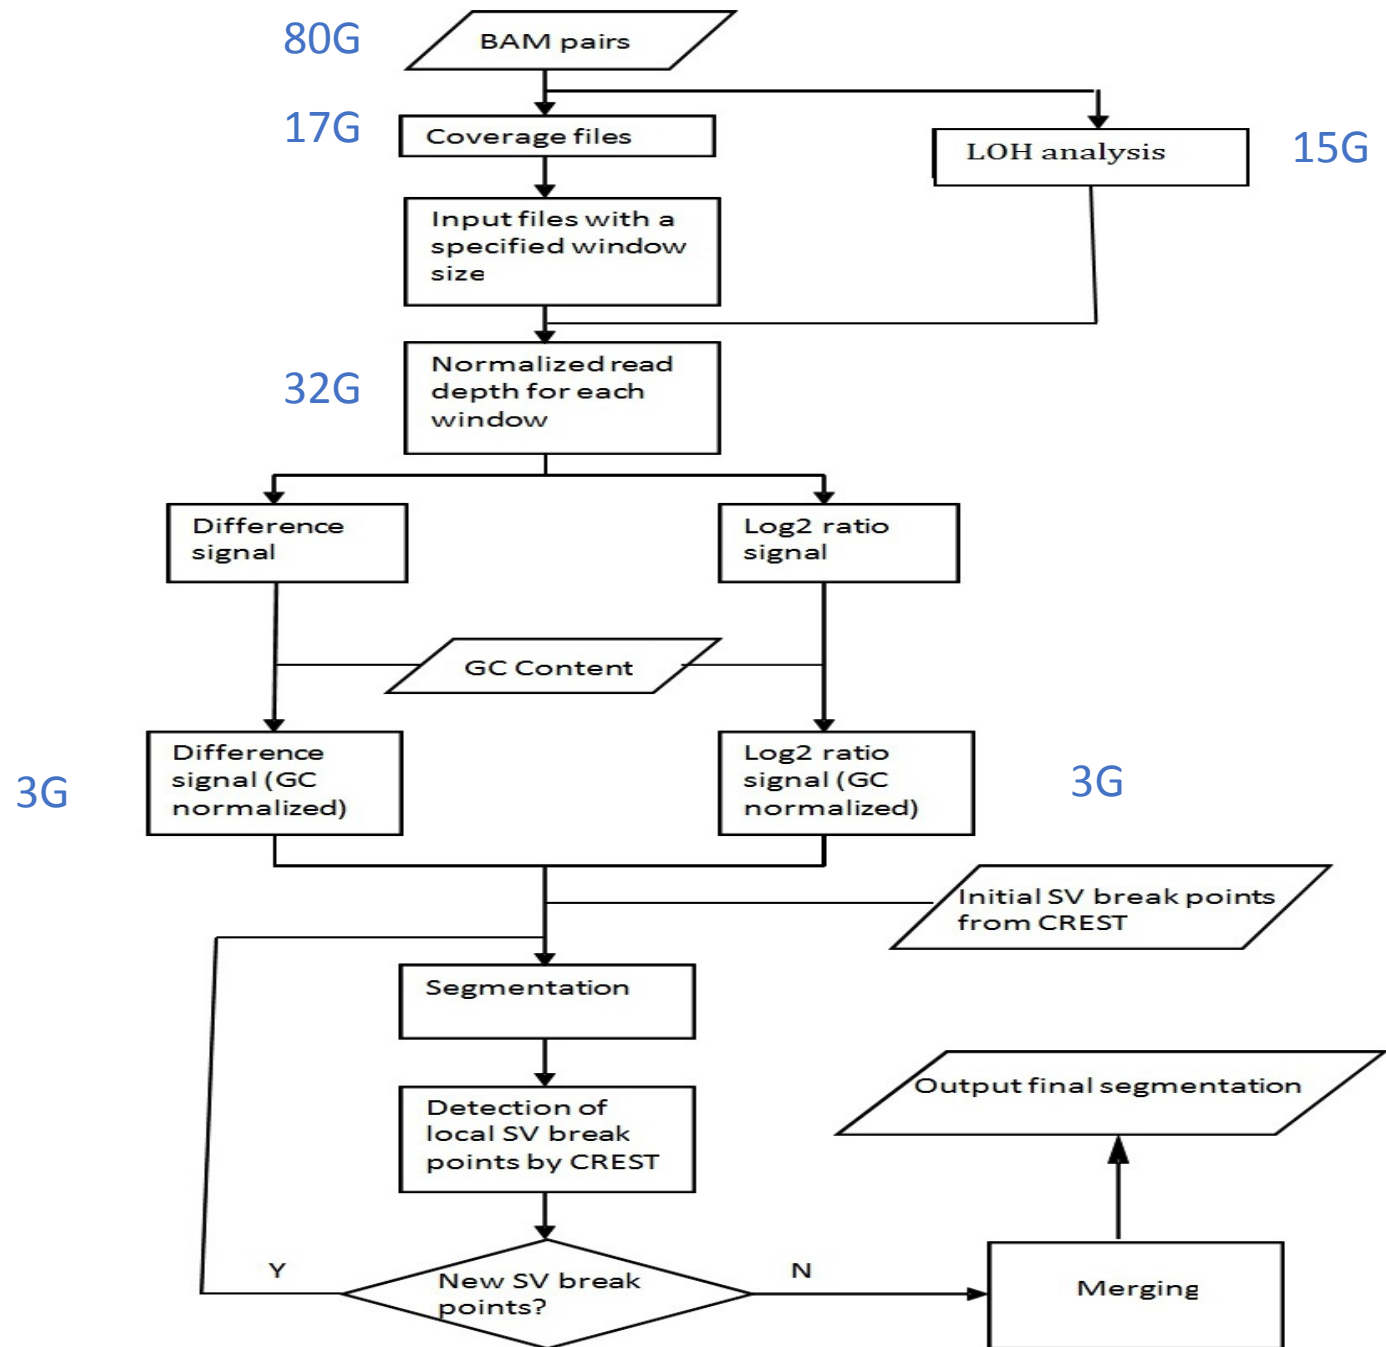 80G
BAM pairs
17G
Coverage files
LOH analysis
15G
Input files with a
specified window
size
32G
Normalized read
depth for each
window
Difference
signal
Log2 ratio
signal
GC Content
3G
Difference
signal (GC
normalized)
Log2 ratio
signal (GC
normalized)
3G
Initial SV break points
from CREST
Segmentation
Detection of
local SV break
points by CREST
Output final segmentation
Y
New SV break
points?
N
Merging